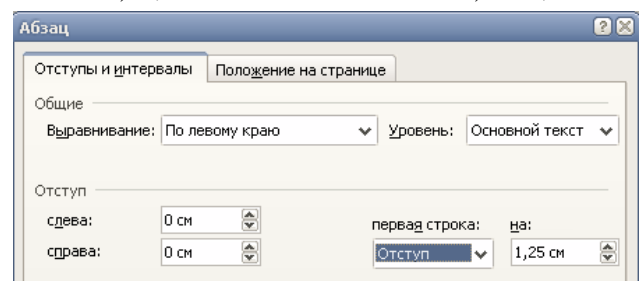 Абзац
Отступы и интервалы Положение на странице
Общие
Выравнивание: По левому краю Уровень: Основной текст
Отступ
слева: 0 см первая строка: на:
справа: 0 см Отступ 1,25 см